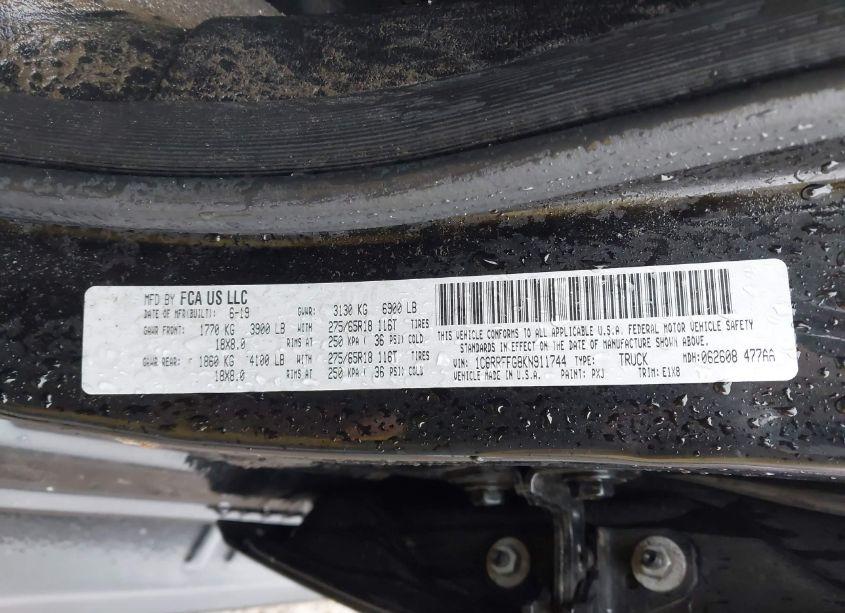 MFD BY FCA US LLC
DATE OF MFR(BUILT): 6-19 GVWR: 3130 KG 6900 LB
GAWR FRONT: 1770 KG 3900 LB WITH 275/65R18 116T TIRES
18X8.0 RIMS AT 250 KPA ( 36 PSI) COLD
GAWR REAR: 1860 KG 4100 LB WITH 275/65R18 116T TIRES
18X8.0 RIMS AT 250 KPA ( 36 PSI) COLD
THIS VEHICLE CONFORMS TO ALL APPLICABLE U.S.A. FEDERAL MOTOR VEHICLE SAFETY
STANDARDS IN EFFECT ON THE DATE OF MANUFACTURE SHOWN ABOVE.
VIN: 1C6RRFFG8KN911744 TYPE: TRUCK MDH: 062608 477AA
VEHICLE MADE IN U.S.A. PAINT: PXJ TRIM: E1X8